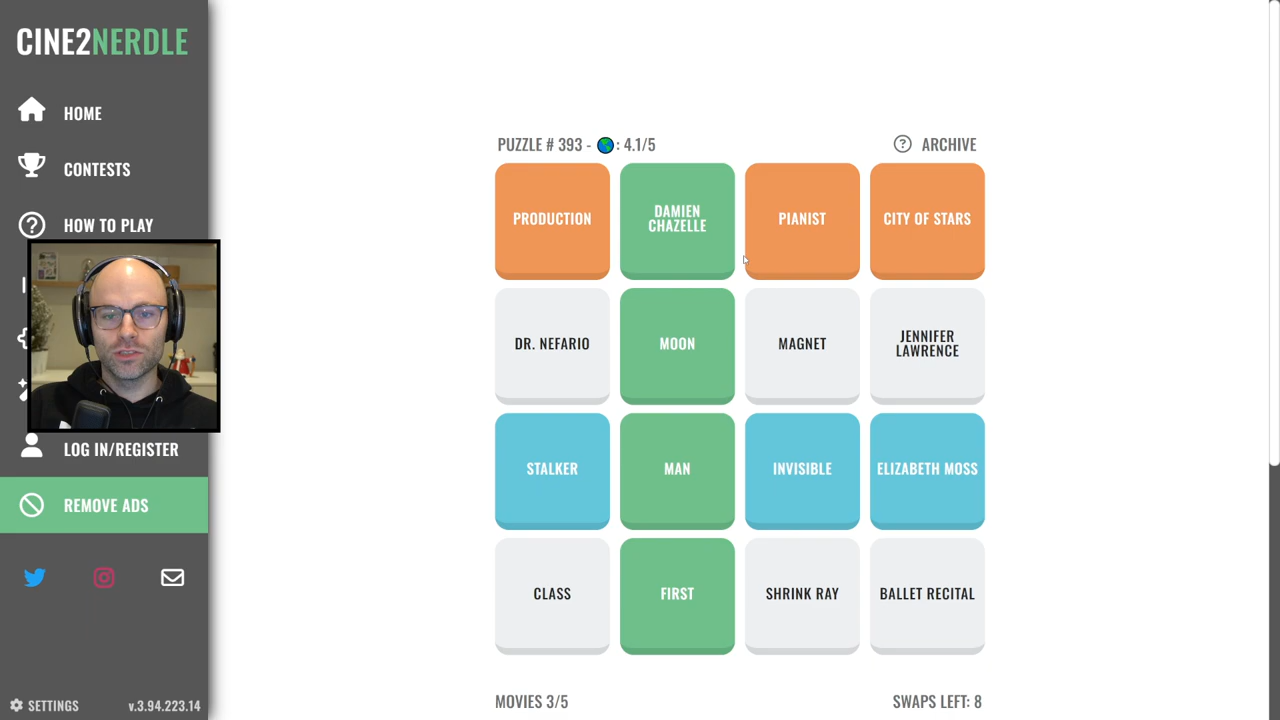 CINE2NERDLE
HOME
CONTESTS
HOW TO PLAY
LOG IN/REGISTER
REMOVE ADS
SETTINGS
v.3.94.223.14
PUZZLE # 393 - : 4.1/5
ARCHIVE
PRODUCTION
DAMIEN
CHAZELLE
PIANIST
CITY OF STARS
DR. NEFARIO
MOON
MAGNET
JENNIFER
LAWRENCE
STALKER
MAN
INVISIBLE
ELIZABETH MOSS
CLASS
FIRST
SHRINK RAY
BALLET RECITAL
MOVIES 3/5
SWAPS LEFT: 8